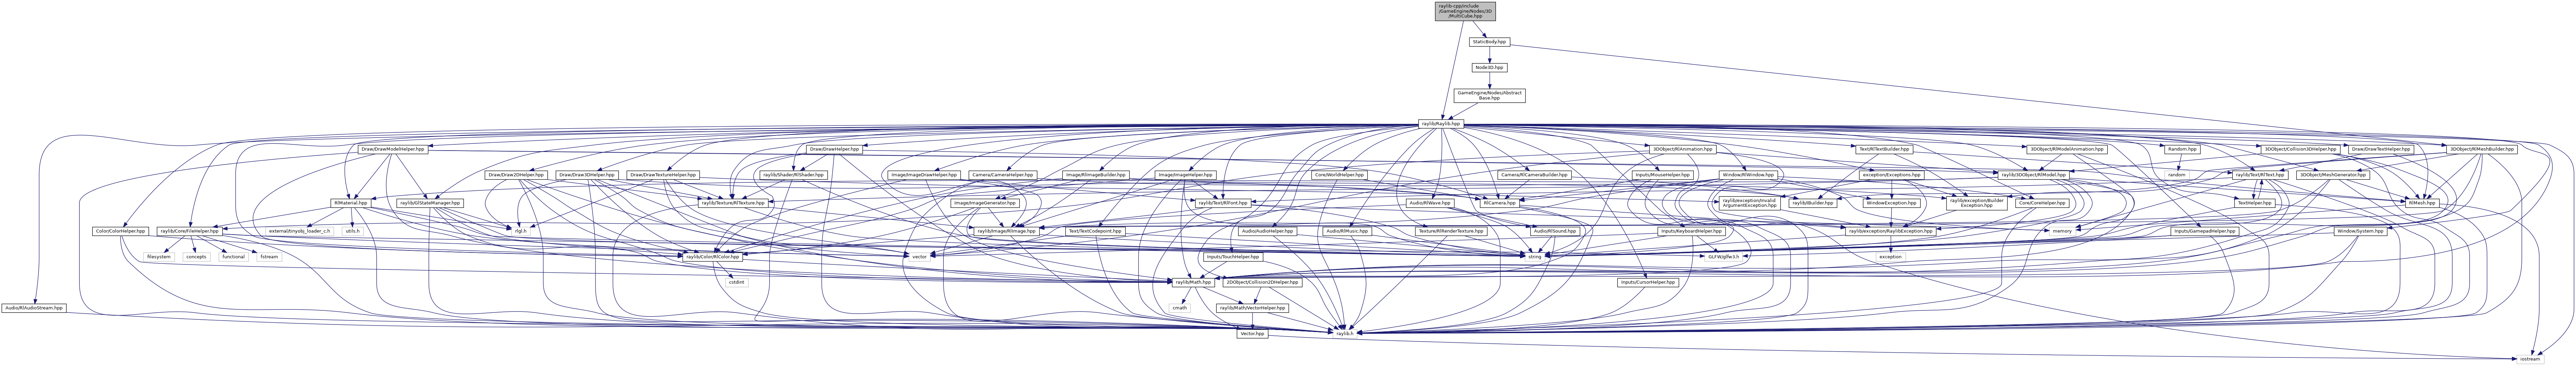 raylib-cpp/include
/GameEngine/Nodes/3D
/MultiCube.hpp
StaticBody.hpp
Node3D.hpp
GameEngine/Nodes/Abstract
Base.hpp
raylib/Raylib.hpp
Draw/DrawModelHelper.hpp
Draw/DrawHelper.hpp
3DObject/RlAnimation.hpp
Text/RlTextBuilder.hpp
3DObject/RlModelAnimation.hpp
Random.hpp
3DObject/Collision3DHelper.hpp
Draw/DrawTextHelper.hpp
3DObject/RlMeshBuilder.hpp
Draw/Draw2DHelper.hpp
Draw/Draw3DHelper.hpp
Draw/DrawTextureHelper.hpp
raylib/Shader/RlShader.hpp
Image/ImageDrawHelper.hpp
Camera/CameraHelper.hpp
Image/RlImageBuilder.hpp
Image/ImageHelper.hpp
Core/WorldHelper.hpp
Camera/RlCameraBuilder.hpp
Inputs/MouseHelper.hpp
Window/RlWindow.hpp
exception/Exceptions.hpp
raylib/3DObject/RlModel.hpp
random
raylib/Text/RlText.hpp
3DObject/MeshGenerator.hpp
RlMaterial.hpp
raylib/GlStateManager.hpp
raylib/Texture/RlTexture.hpp
Image/ImageGenerator.hpp
raylib/Text/RlFont.hpp
Audio/RlWave.hpp
RlCamera.hpp
raylib/exception/Invalid
ArgumentException.hpp
raylib/IBuilder.hpp
WindowException.hpp
raylib/exception/Builder
Exception.hpp
Core/CoreHelper.hpp
TextHelper.hpp
RlMesh.hpp
Color/ColorHelper.hpp
raylib/Core/FileHelper.hpp
external/tinyobj_loader_c.h
utils.h
rlgl.h
raylib/Image/RlImage.hpp
Text/TextCodepoint.hpp
Audio/AudioHelper.hpp
Audio/RlMusic.hpp
Texture/RlRenderTexture.hpp
Audio/RlSound.hpp
Inputs/KeyboardHelper.hpp
raylib/exception/RaylibException.hpp
memory
Inputs/GamepadHelper.hpp
Window/System.hpp
filesystem
concepts
functional
fstream
raylib/Color/RlColor.hpp
vector
Inputs/TouchHelper.hpp
string
GLFW/glfw3.h
exception
cstdint
raylib/Math.hpp
2DObject/Collision2DHelper.hpp
Inputs/CursorHelper.hpp
Audio/RlAudioStream.hpp
cmath
raylib/Math/VectorHelper.hpp
Vector.hpp
raylib.h
sstream